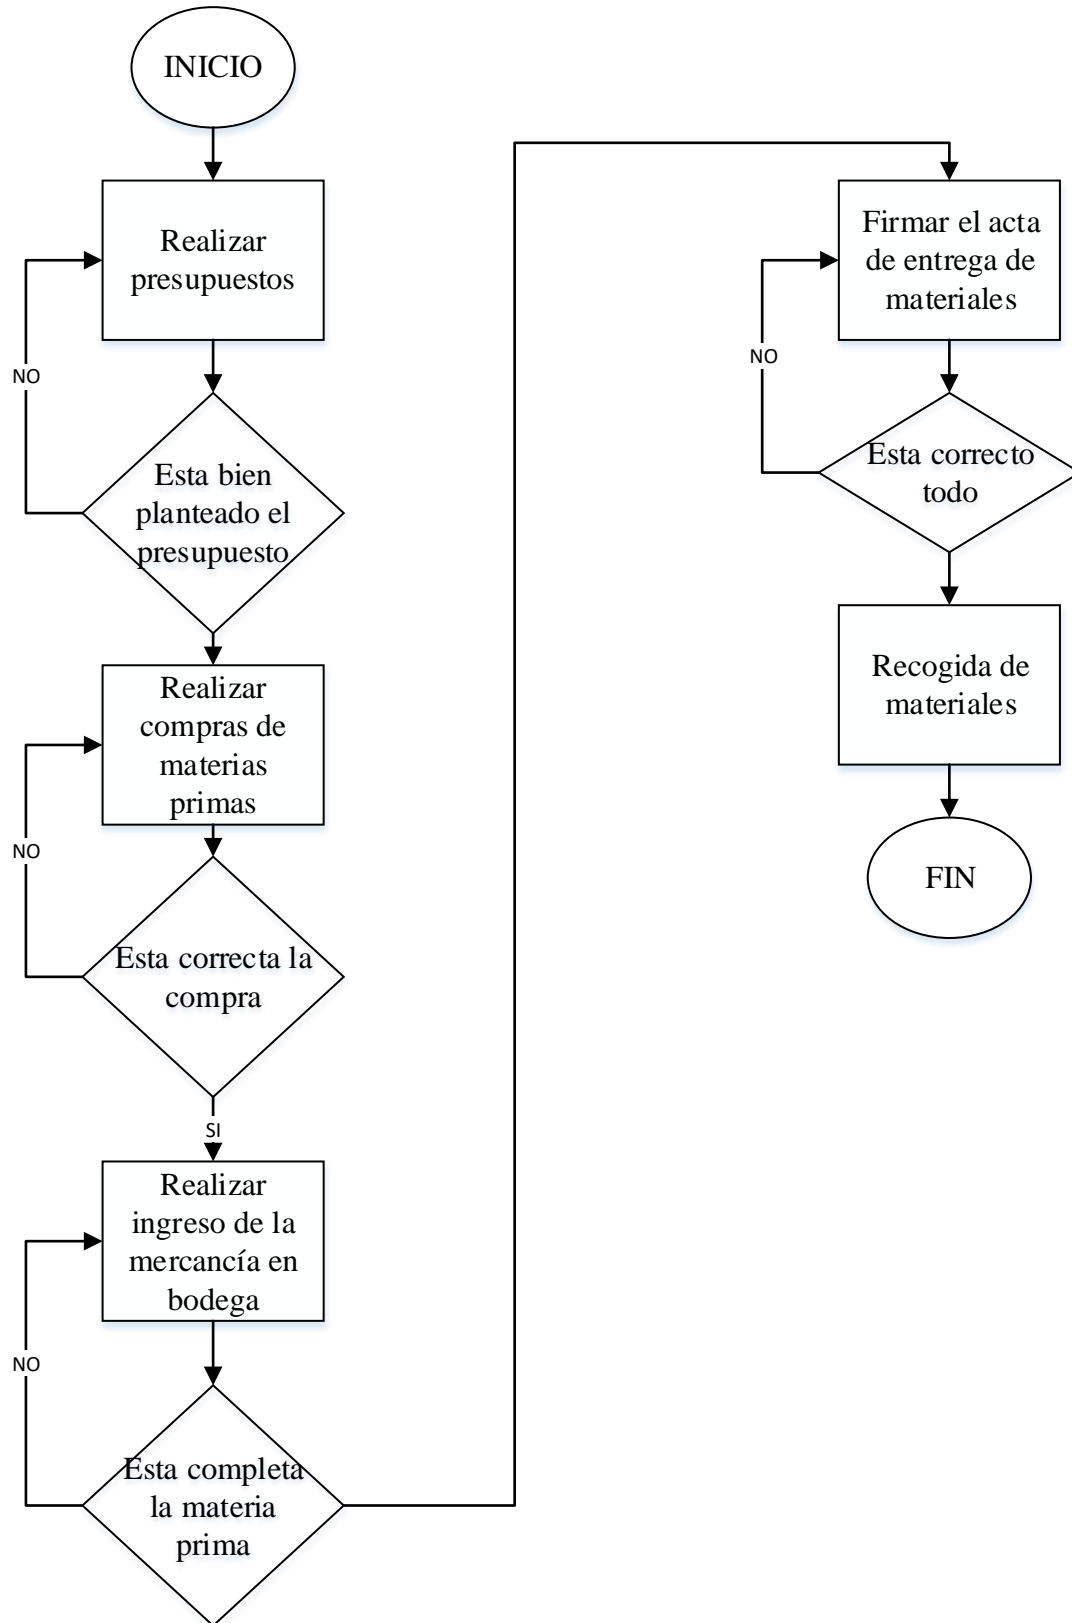 INICIO
Realizar
presupuestos
NO
Esta bien
planteado el
presupuesto
Realizar
compras de
materias
primas
NO
Esta correcta la
compra
SI
Realizar
ingreso de la
mercancía en
bodega
NO
Esta completa
la materia
prima
Firmar el acta
de entrega de
materiales
NO
Esta correcto
todo
Recogida de
materiales
FIN